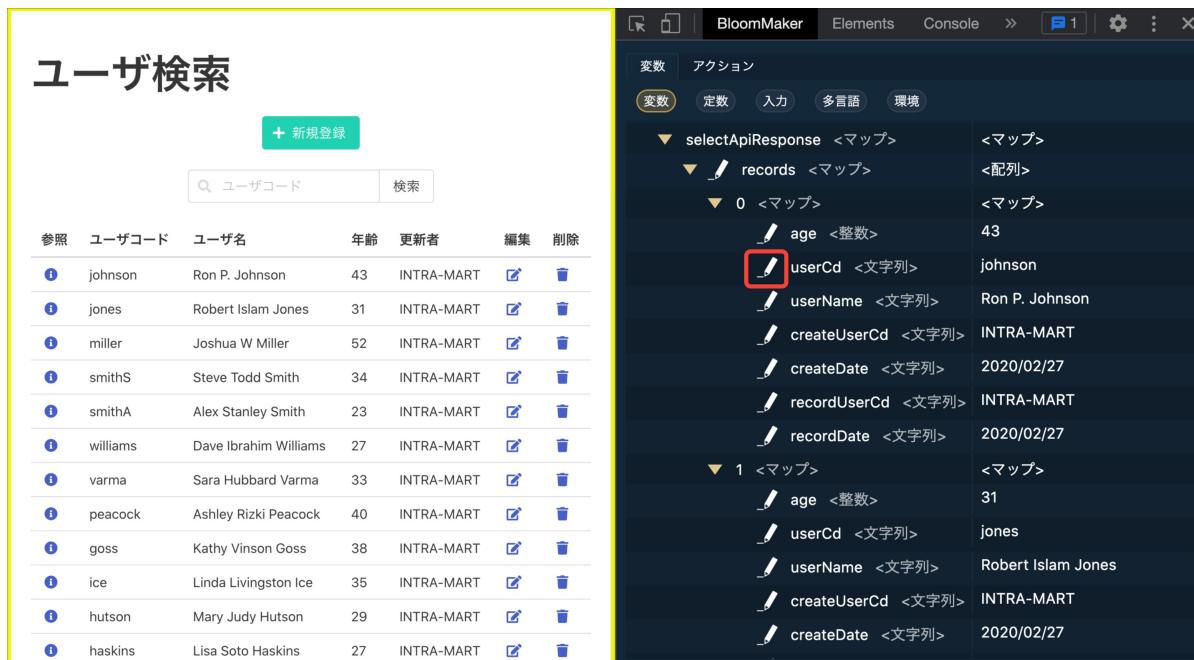 ユーザ検索
+ 新規登録
ユーザコード 検索
参照 ユーザコード ユーザ名 年齢 更新者 編集 削除
johnson Ron P. Johnson 43 INTRA-MART
jones Robert Islam Jones 31 INTRA-MART
miller Joshua W Miller 52 INTRA-MART
smithS Steve Todd Smith 34 INTRA-MART
smithA Alex Stanley Smith 23 INTRA-MART
williams Dave Ibrahim Williams 27 INTRA-MART
varma Sara Hubbard Varma 33 INTRA-MART
peacock Ashley Rizki Peacock 40 INTRA-MART
goss Kathy Vinson Goss 38 INTRA-MART
ice Linda Livingston Ice 35 INTRA-MART
hutson Mary Judy Hutson 29 INTRA-MART
haskins Lisa Soto Haskins 27 INTRA-MART
BloomMaker Elements Console » 1
変数 アクション
変数 定数 入力 多言語 環境
selectApiResponse <マップ> <マップ>
records <マップ> <配列>
0 <マップ> <マップ>
age <整数> 43
userCd <文字列> johnson
userName <文字列> Ron P. Johnson
createUserCd <文字列> INTRA-MART
createDate <文字列> 2020/02/27
recordUserCd <文字列> INTRA-MART
recordDate <文字列> 2020/02/27
1 <マップ> <マップ>
age <整数> 31
userCd <文字列> jones
userName <文字列> Robert Islam Jones
createUserCd <文字列> INTRA-MART
createDate <文字列> 2020/02/27